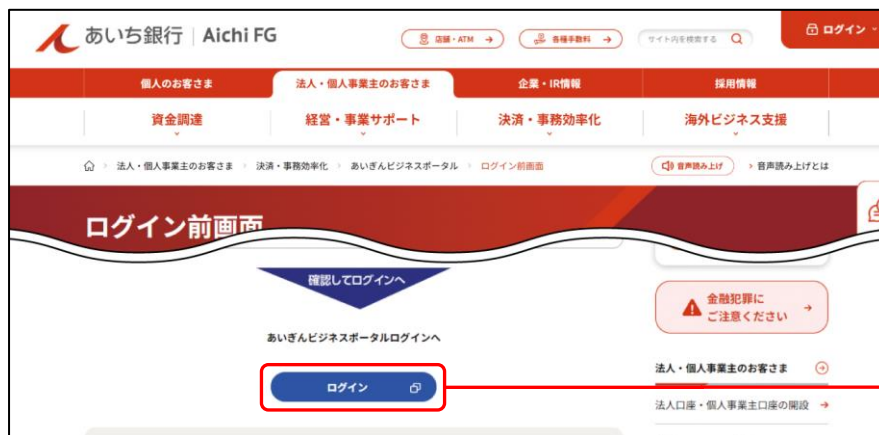 あいち銀行 Aichi FG
店舗・ATM → 各種手数料 → サイト内を検索する ログイン
個人のお客さま 法人・個人事業主のお客さま 企業・IR情報 採用情報
資金調達 経営・事業サポート 決済・事務効率化 海外ビジネス支援
法人・個人事業主のお客さま > 決済・事務効率化 > あいぎんビジネスポータル > ログイン前画面 音声読み上げ > 音声読み上げとは
ログイン前画面
確認してログインへ
金融犯罪に
ご注意ください →
あいぎんビジネスポータルログインへ
法人・個人事業主のお客さま
ログイン
法人口座・個人事業主口座の開設 →